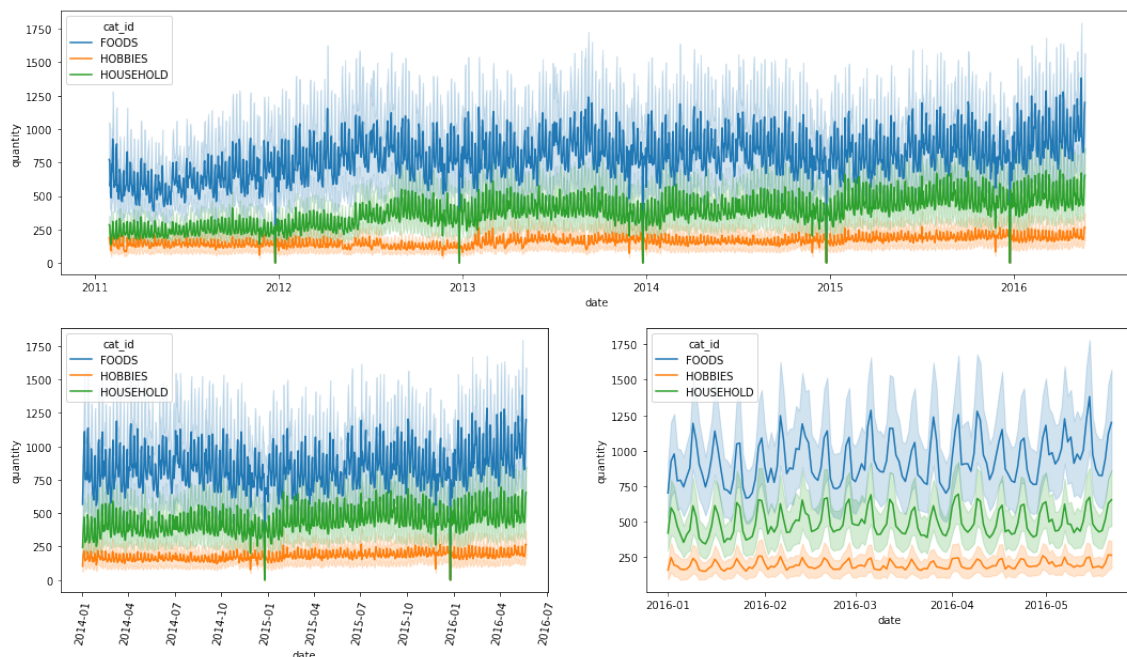 1750
1500
1250
1000
750
500
250
0
quantity
cat_id
FOODS
HOBBIES
HOUSEHOLD
2011
2012
2013
2014
2015
2016
date
1750
1500
1250
1000
750
500
250
0
quantity
cat_id
FOODS
HOBBIES
HOUSEHOLD
2014-01
2014-04
2014-07
2014-10
2015-01
2015-04
2015-07
2015-10
2016-01
2016-04
2016-07
date
1750
1500
1250
1000
750
500
250
quantity
cat_id
FOODS
HOBBIES
HOUSEHOLD
2016-01
2016-02
2016-03
2016-04
2016-05
date